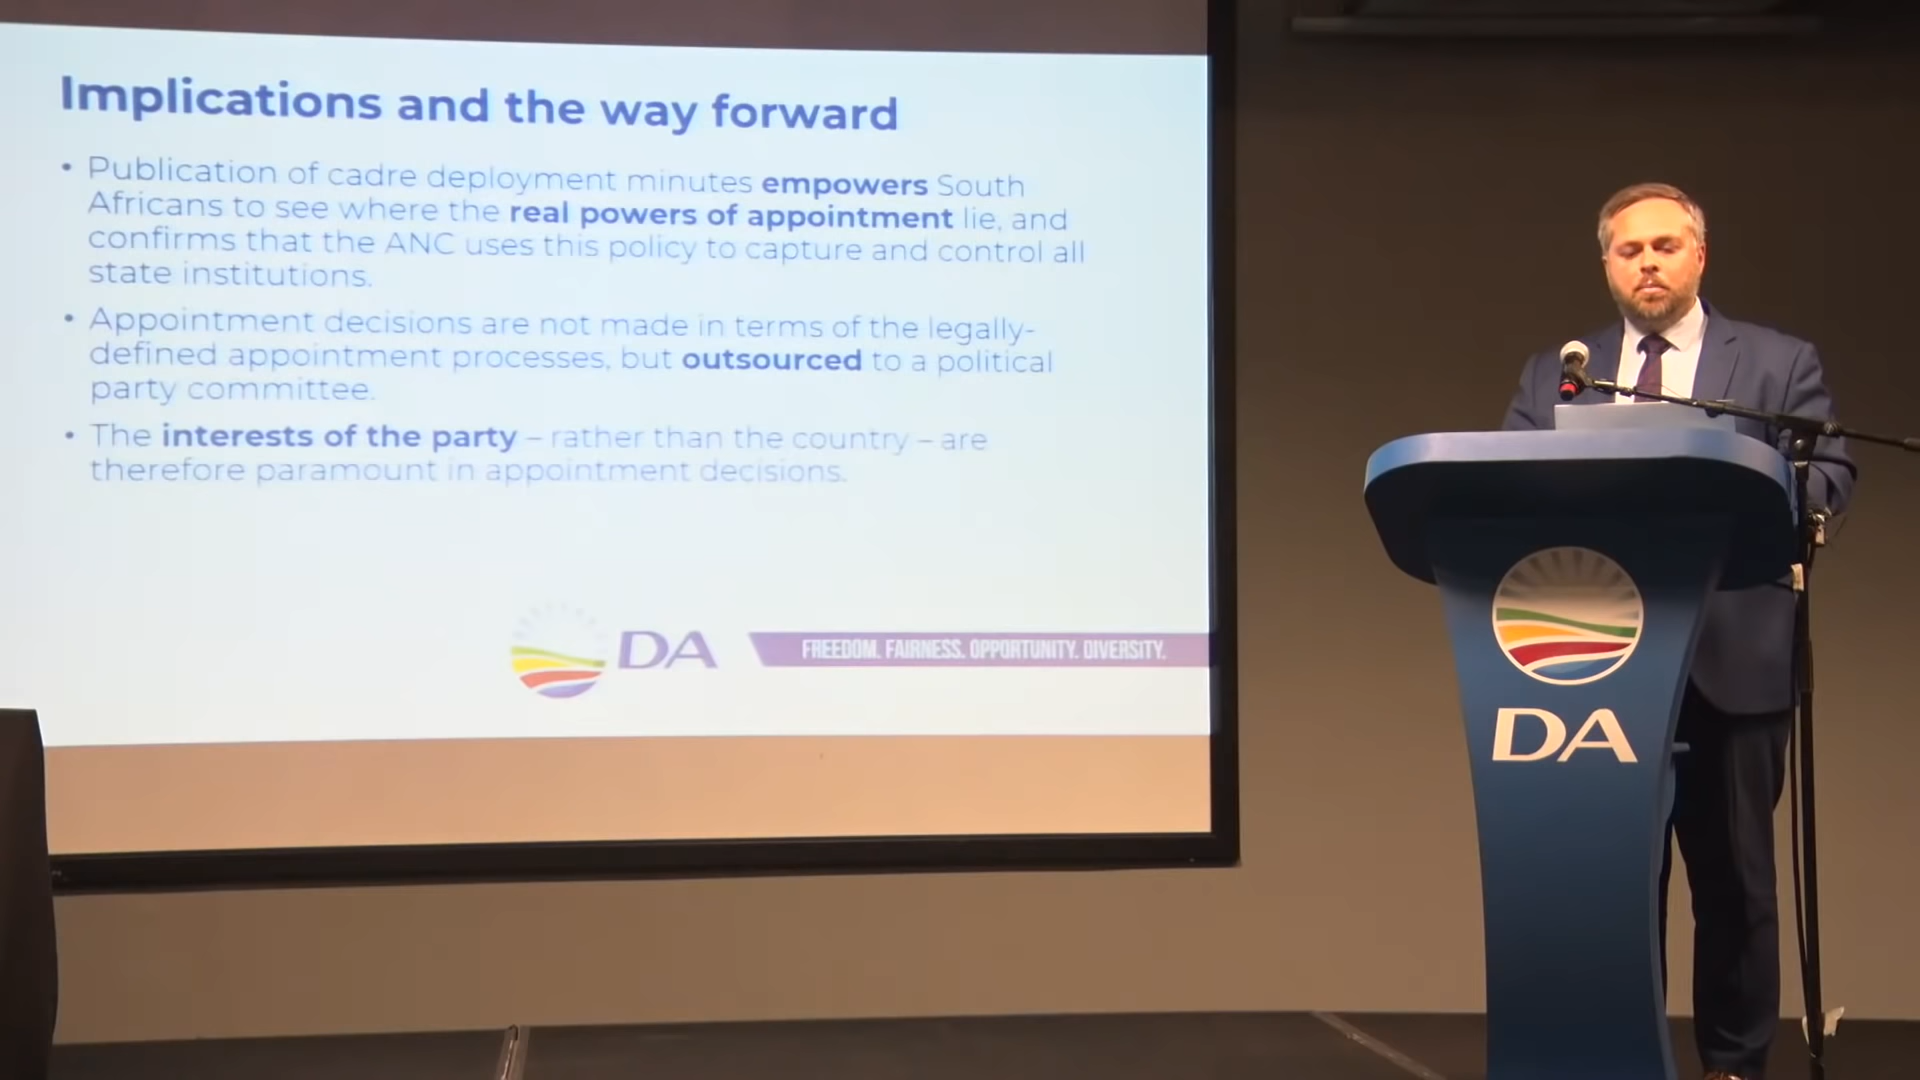 Implications and the way forward
• Publication of cadre deployment minutes empowers South
Africans to see where the real powers of appointment lie, and
confirms that the ANC uses this policy to capture and control all
state institutions.
• Appointment decisions are not made in terms of the legally-
defined appointment processes, but outsourced to a political
party committee.
• The interests of the party – rather than the country – are
therefore paramount in appointment decisions.
DA
FREEDOM. FAIRNESS. OPPORTUNITY. DIVERSITY.
DA